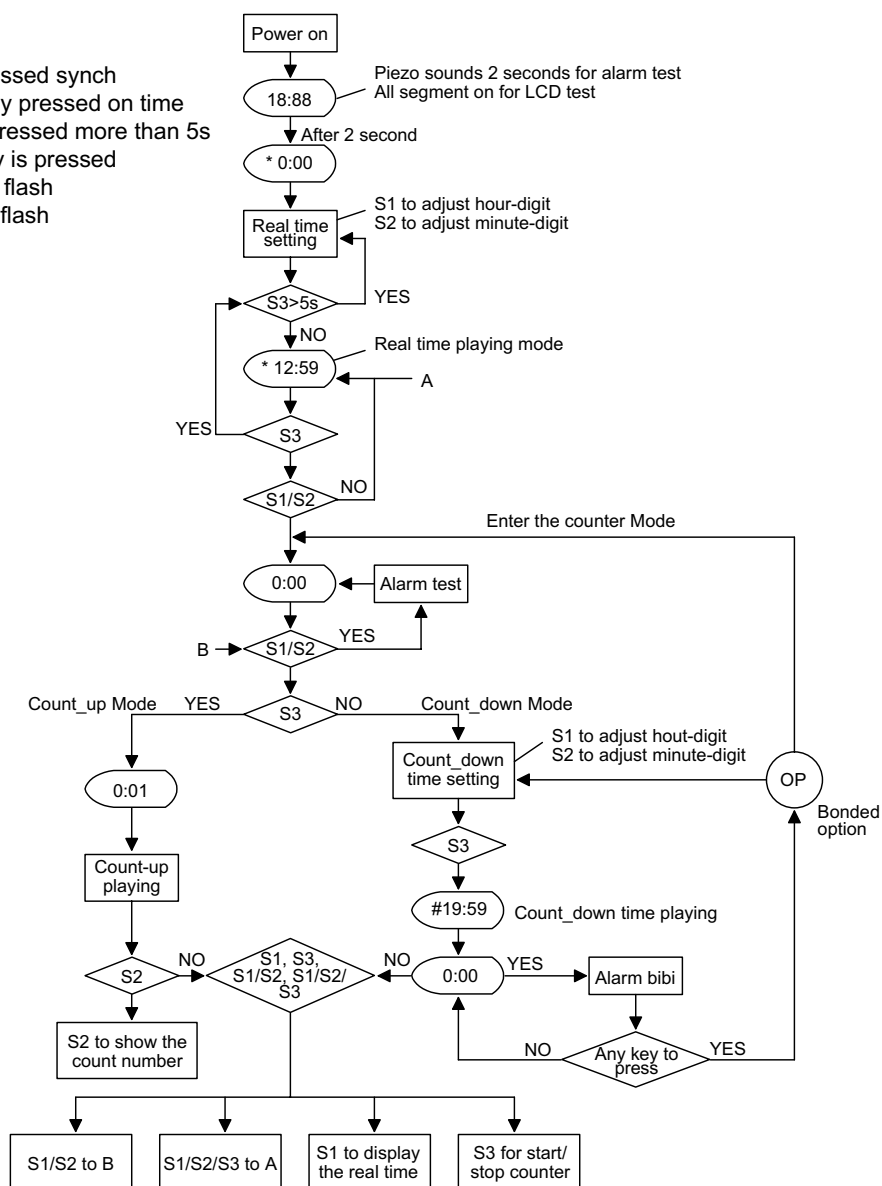 Power on
ssed synch
y pressed on time
ressed more than 5s
y is pressed
flash
flash
18:88
Piezo sounds 2 seconds for alarm test
All segment on for LCD test
After 2 second
* 0:00
Real time
setting
S1 to adjust hour-digit
S2 to adjust minute-digit
S3>5s
YES
NO
* 12:59
Real time playing mode
A
YES
S3
S1/S2
NO
Enter the counter Mode
0:00
Alarm test
B
S1/S2
YES
Count_up Mode
YES
S3
NO
Count_down Mode
S1 to adjust hout-digit
S2 to adjust minute-digit
Count_down
time setting
0:01
OP
Bonded
option
S3
Count-up
playing
#19:59
Count_down time playing
S2
NO
S1, S3,
S1/S2, S1/S2/
S3
NO
0:00
YES
Alarm bibi
S2 to show the
count number
NO
Any key to
press
YES
S1/S2 to B
S1/S2/S3 to A
S1 to display
the real time
S3 for start/
stop counter